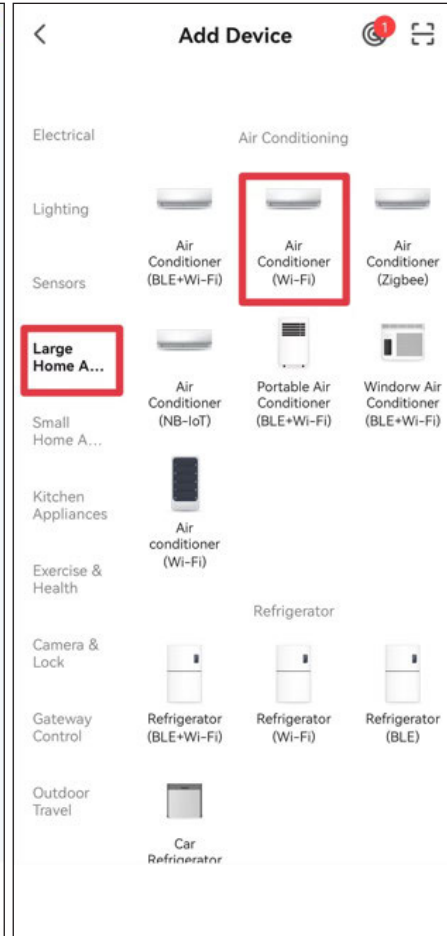 Add Device
1
Electrical
Lighting
Sensors
Large
Home A...
Small
Home A...
Kitchen
Appliances
Exercise &
Health
Camera &
Lock
Gateway
Control
Outdoor
Travel
Air Conditioning
Air
Conditioner
(BLE+Wi-Fi)
Air
Conditioner
(Wi-Fi)
Air
Conditioner
(Zigbee)
Air
Conditioner
(NB-IoT)
Portable Air
Conditioner
(BLE+Wi-Fi)
Windorw Air
Conditioner
(BLE+Wi-Fi)
Air
conditioner
(Wi-Fi)
Refrigerator
Refrigerator
(BLE+Wi-Fi)
Refrigerator
(Wi-Fi)
Refrigerator
(BLE)
Car
Refrigerator